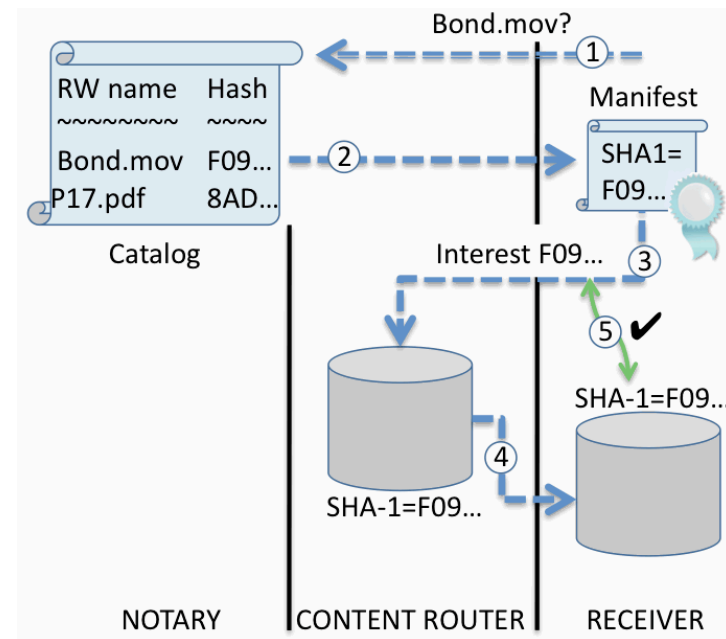 Bond.mov?
1
RW name Hash
~~~~~~~~ ~~~~
Bond.mov F09...
P17.pdf 8AD...
Catalog
2
Manifest
SHA1=
F09...
3
Interest F09...
5 ✔
SHA-1=F09...
4
SHA-1=F09...
NOTARY
CONTENT ROUTER
RECEIVER